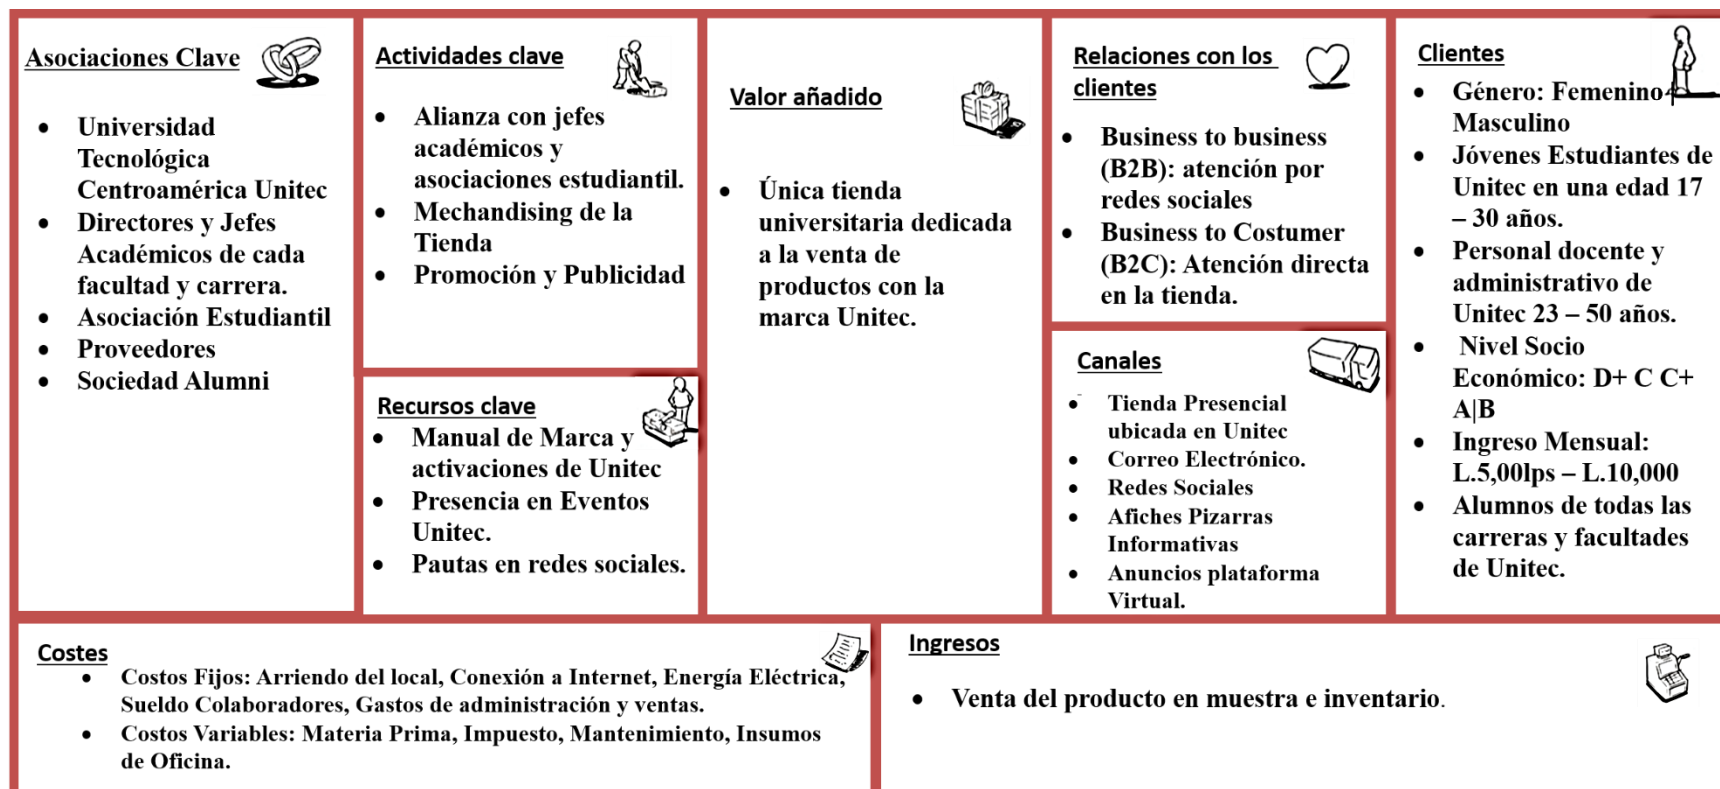 Asociaciones Clave
• Universidad
Tecnológica
Centroamérica Unitec
• Directores y Jefes
Académicos de cada
facultad y carrera.
• Asociación Estudiantil
• Proveedores
• Sociedad Alumni
Actividades clave
• Alianza con jefes
académicos y
asociaciones estudiantil.
• Mechandising de la
Tienda
• Promoción y Publicidad
Recursos clave
• Manual de Marca y
activaciones de Unitec
• Presencia en Eventos
Unitec.
• Pautas en redes sociales.
Valor añadido
• Única tienda
universitaria dedicada
a la venta de
productos con la
marca Unitec.
Relaciones con los
clientes
• Business to business
(B2B): atención por
redes sociales
• Business to Costumer
(B2C): Atención directa
en la tienda.
Canales
• Tienda Presencial
ubicada en Unitec
• Correo Electrónico.
• Redes Sociales
• Afiches Pizarras
Informativas
• Anuncios plataforma
Virtual.
Clientes
• Género: Femenino
Masculino
• Jóvenes Estudiantes de
Unitec en una edad 17
– 30 años.
• Personal docente y
administrativo de
Unitec 23 – 50 años.
• Nivel Socio
Económico: D+ C C+
A|B
• Ingreso Mensual:
L.5,00lps – L.10,000
• Alumnos de todas las
carreras y facultades
de Unitec.
Costes
• Costos Fijos: Arriendo del local, Conexión a Internet, Energía Eléctrica,
Sueldo Colaboradores, Gastos de administración y ventas.
• Costos Variables: Materia Prima, Impuesto, Mantenimiento, Insumos
de Oficina.
Ingresos
• Venta del producto en muestra e inventario.